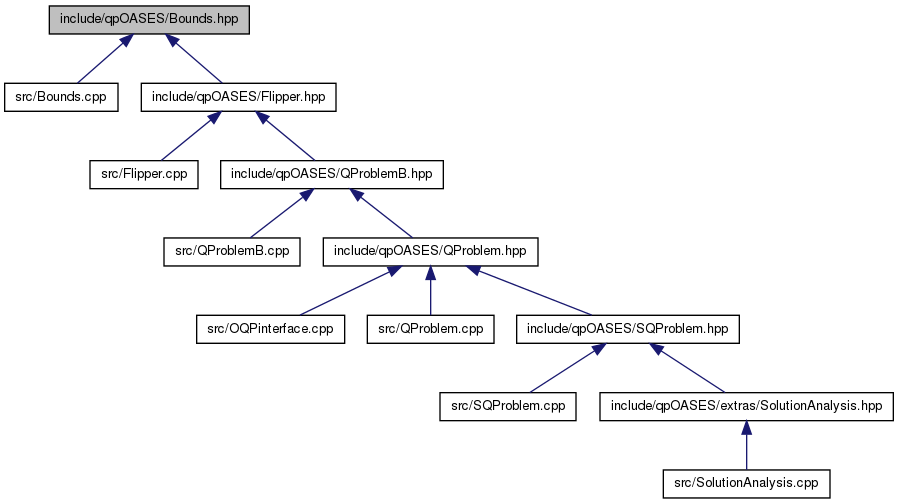 include/qpOASES/Bounds.hpp
src/Bounds.cpp
include/qpOASES/Flipper.hpp
src/Flipper.cpp
include/qpOASES/QProblemB.hpp
src/QProblemB.cpp
include/qpOASES/QProblem.hpp
src/OQPinterface.cpp
src/QProblem.cpp
include/qpOASES/SQProblem.hpp
src/SQProblem.cpp
include/qpOASES/extras/SolutionAnalysis.hpp
src/SolutionAnalysis.cpp